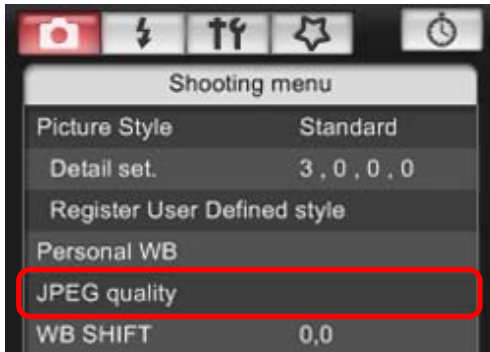 Shooting menu
Picture Style Standard
Detail set. 3 , 0 , 0 , 0
Register User Defined style
Personal WB
JPEG quality
WB SHIFT 0,0